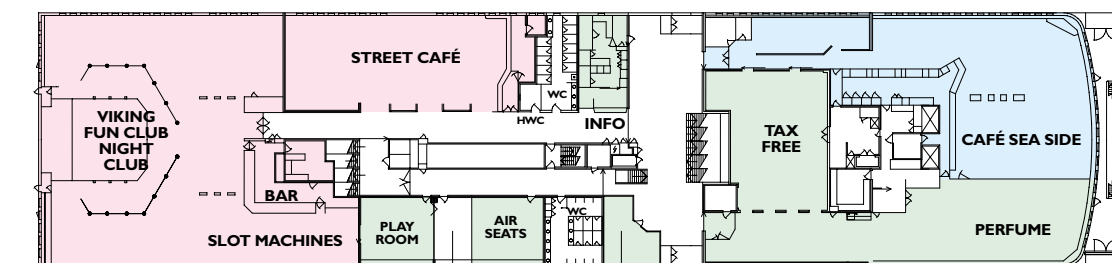 STREET CAFÉ
WC
HWC
INFO
VIKING
FUN CLUB
NIGHT
CLUB
TAX
FREE
CAFÉ SEA SIDE
BAR
WC
PLAY
ROOM
AIR
SEATS
SLOT MACHINES
PERFUME